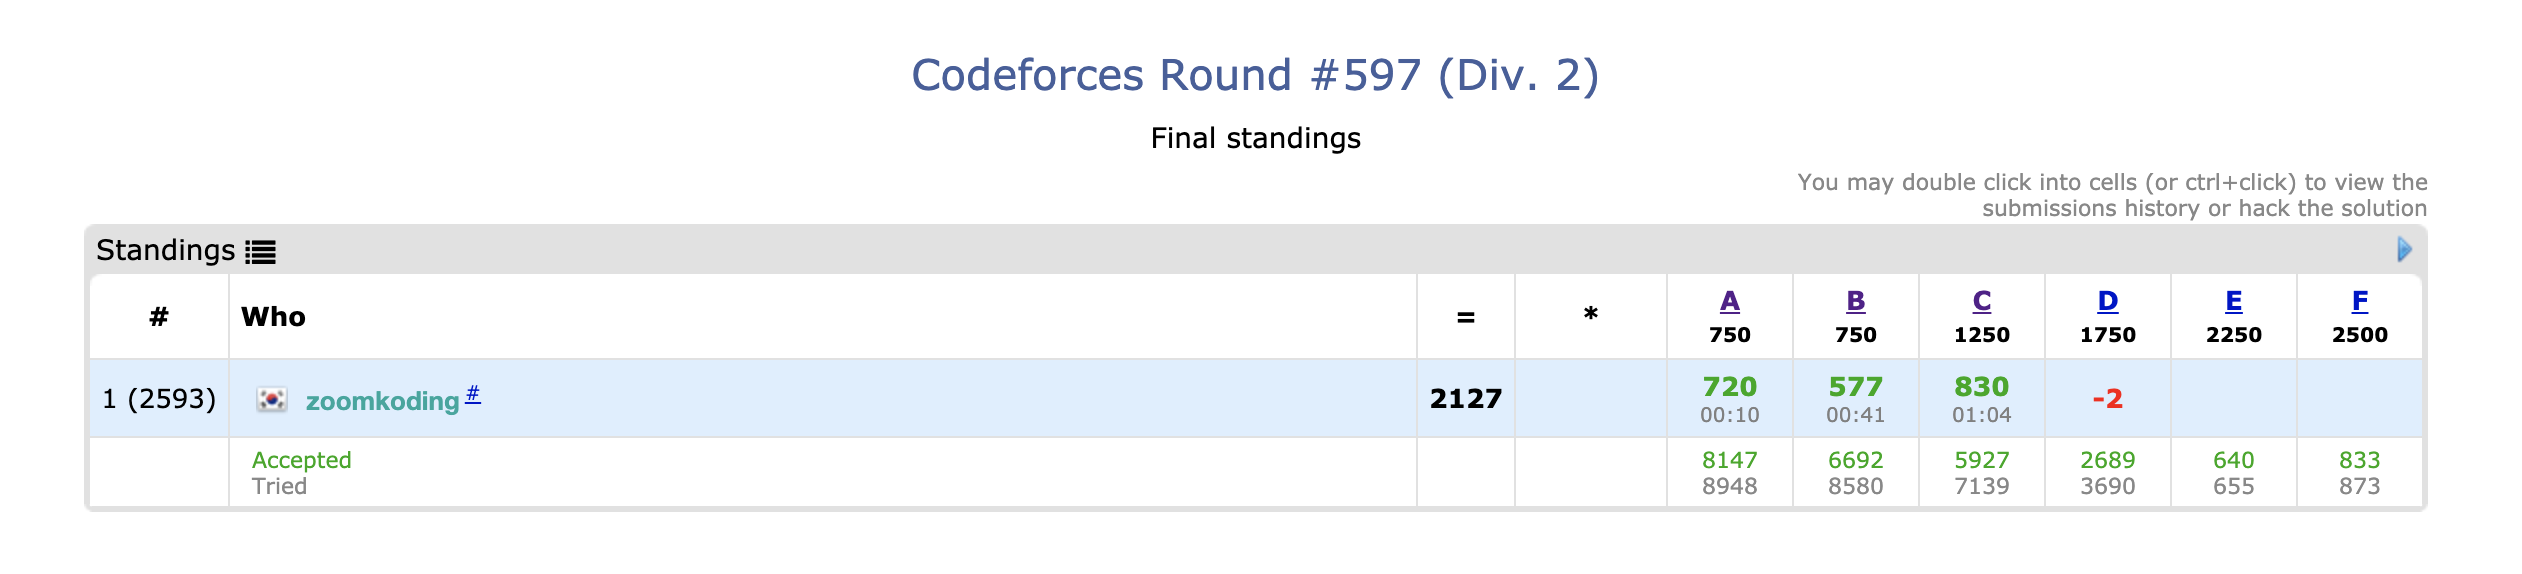 Codeforces Round #597 (Div. 2)
Final standings
You may double click into cells (or ctrl+click) to view the
submissions history or hack the solution
Standings
# Who = * A B C D E F
750 750 1250 1750 2250 2500
1 (2593) zoomkoding # 2127 720 577 830 -2
00:10 00:41 01:04
Accepted 8147 6692 5927 2689 640 833
Tried 8948 8580 7139 3690 655 873